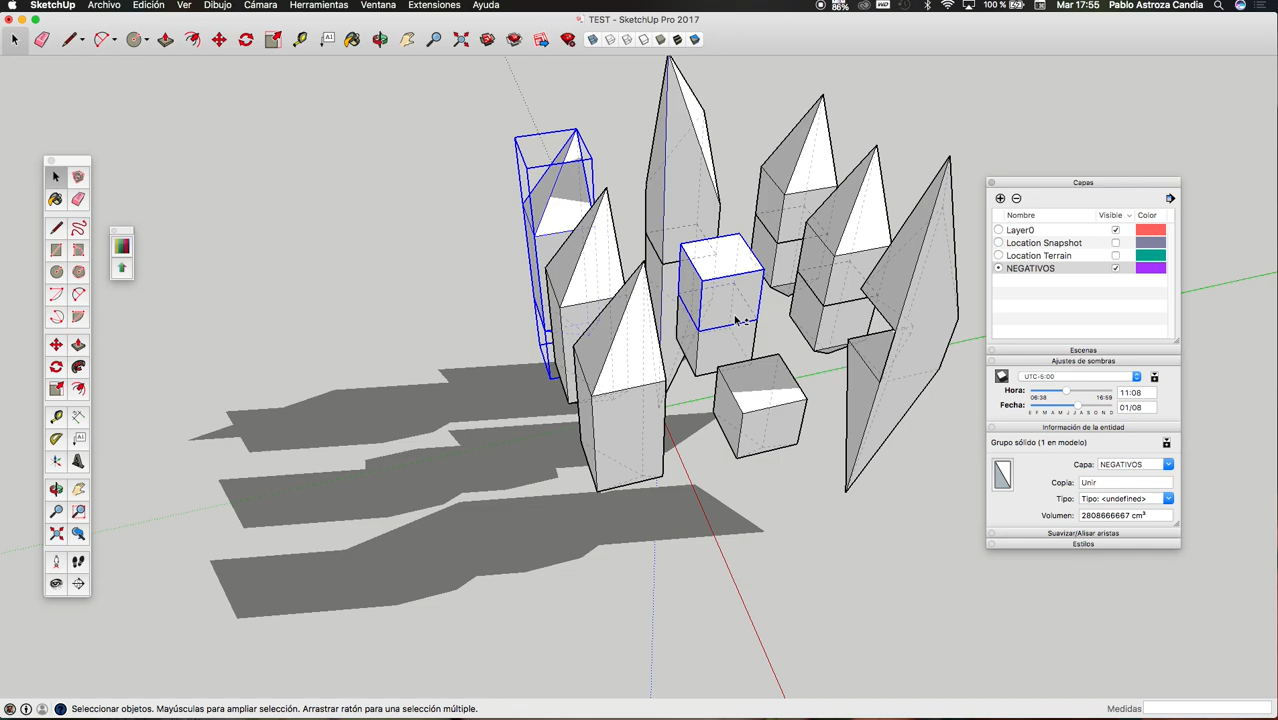 SketchUp Archivo Edición Ver Dibujo Cámara Herramientas Ventana Extensiones Ayuda 86% WD 100 % Mar 17:55 Pablo Astroza Candia
TEST - SketchUp Pro 2017
A1
Capas
Nombre Visible Color
Layer0
Location Snapshot
Location Terrain
NEGATIVOS
Escenas
Ajustes de sombras
UTC-5:00
Hora: 06:38 16:59 11:08
Fecha: E F M A M J J A S O N D 01/08
Información de la entidad
Grupo sólido (1 en modelo)
Capa: NEGATIVOS
Copia: Unir
Tipo: Tipo: <undefined>
Volumen: 2808666667 cm³
Suavizar/Alisar aristas
Estilos
Seleccionar objetos. Mayúsculas para ampliar selección. Arrastrar ratón para una selección múltiple. Medidas